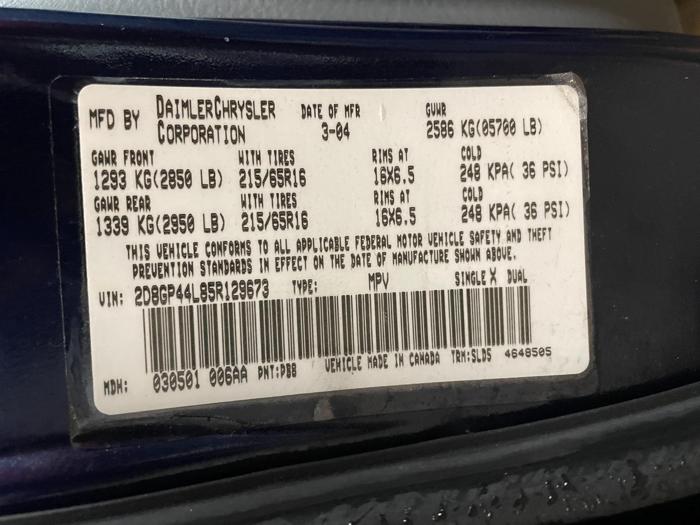 MFD BY DAIMLERCHRYSLER CORPORATION DATE OF MFR 3-04 GVWR 2586 KG(05700 LB)
GAWR FRONT WITH TIRES RIMS AT COLD
1293 KG(2850 LB) 215/65R16 16X6.5 248 KPA( 36 PSI)
GAWR REAR WITH TIRES RIMS AT COLD
1339 KG(2950 LB) 215/65R16 16X6.5 248 KPA( 36 PSI)
THIS VEHICLE CONFORMS TO ALL APPLICABLE FEDERAL MOTOR VEHICLE SAFETY AND THEFT
PREVENTION STANDARDS IN EFFECT ON THE DATE OF MANUFACTURE SHOWN ABOVE.
VIN: 2D8GP44L85R129673 TYPE: MPV SINGLE X DUAL
MDH: 030501 006AA PNT:PB8 VEHICLE MADE IN CANADA TRM:SLD5 4648505